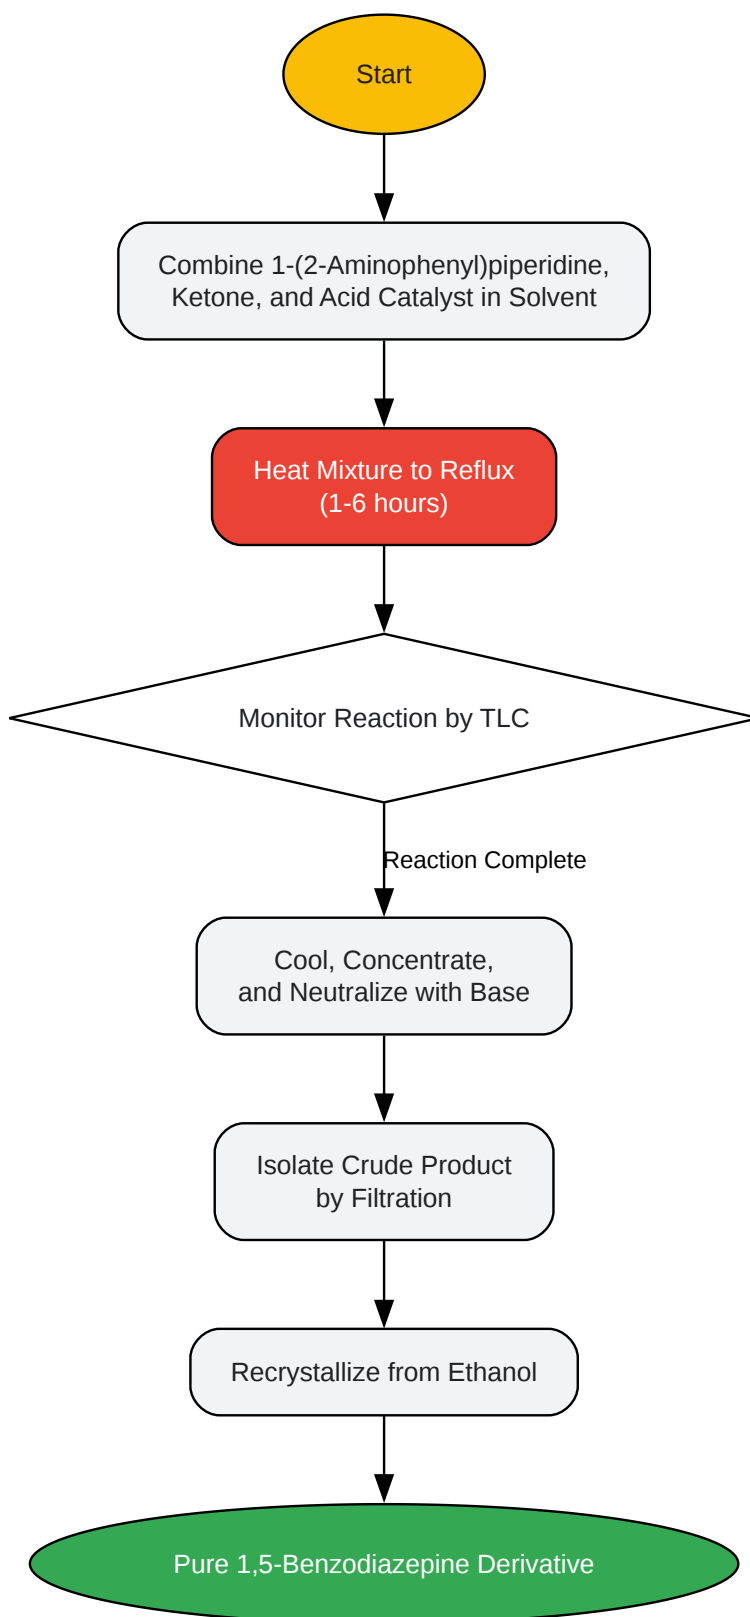 Start
Combine 1-(2-Aminophenyl)piperidine,
Ketone, and Acid Catalyst in Solvent
Heat Mixture to Reflux
(1-6 hours)
Monitor Reaction by TLC
Reaction Complete
Cool, Concentrate,
and Neutralize with Base
Isolate Crude Product
by Filtration
Recrystallize from Ethanol
Pure 1,5-Benzodiazepine Derivative